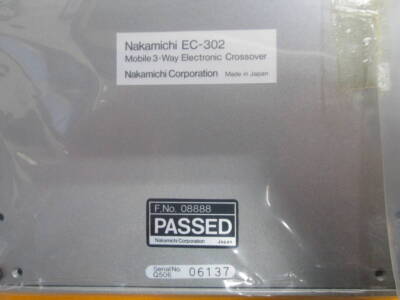 Nakamichi EC-302
Mobile 3-Way Electronic Crossover
Nakamichi Corporation Made in Japan
F.No. 08888
PASSED
Nakamichi Corporation Japan
Serial No.
Q506 06137